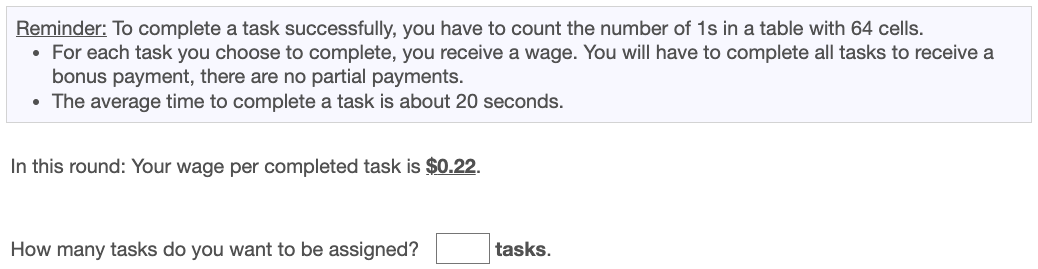 Reminder: To complete a task successfully, you have to count the number of 1s in a table with 64 cells.
• For each task you choose to complete, you receive a wage. You will have to complete all tasks to receive a
bonus payment, there are no partial payments.
• The average time to complete a task is about 20 seconds.
In this round: Your wage per completed task is $0.22.
How many tasks do you want to be assigned? tasks.